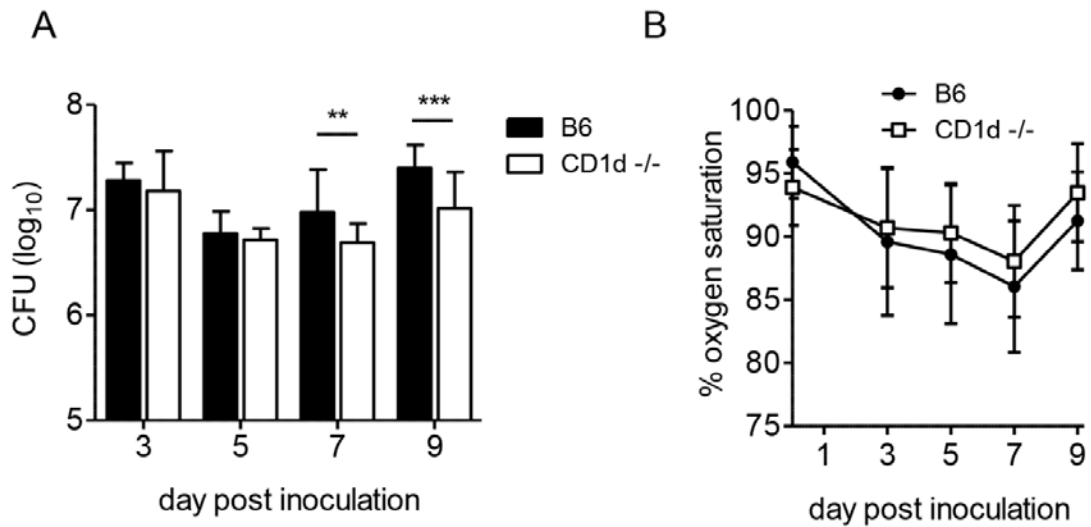 A
CFU (log10)
8
7
6
5
** ***
B6
CD1d -/-
3 5 7 9
day post inoculation
B
% oxygen saturation
100
95
90
85
80
75
B6
CD1d -/-
1 3 5 7 9
day post inoculation